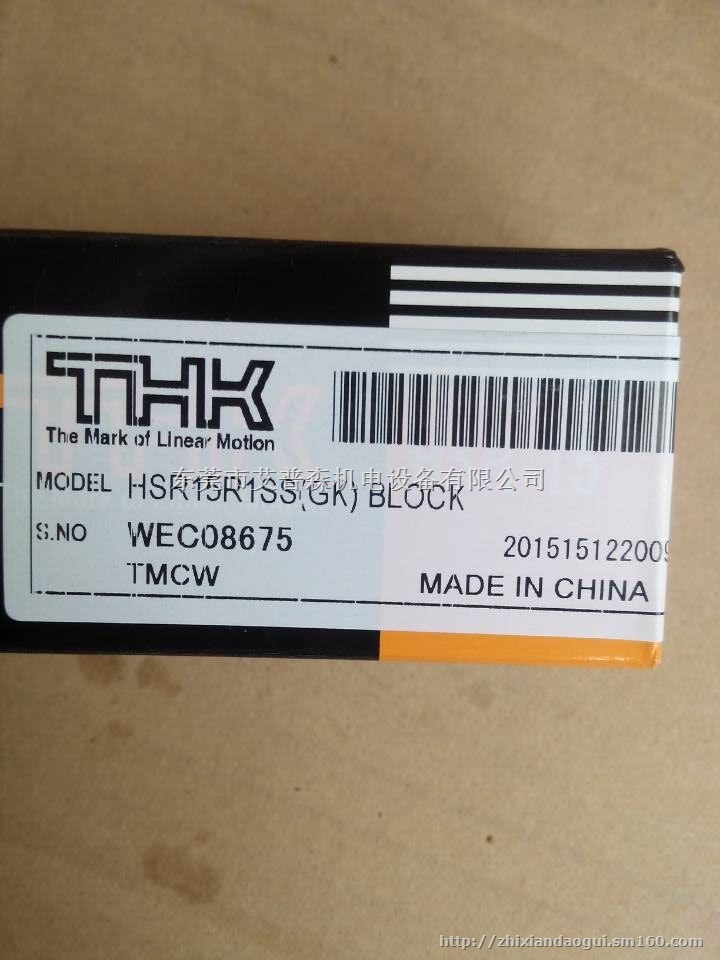 THK
The Mark of Linear Motion
东莞市艾普森机电设备有限公司
MODEL HSR15R1SS(GK) BLOCK
S.NO WEC08675
201515122009
TMCW
MADE IN CHINA
http://zhixiandaogui.sm160.com